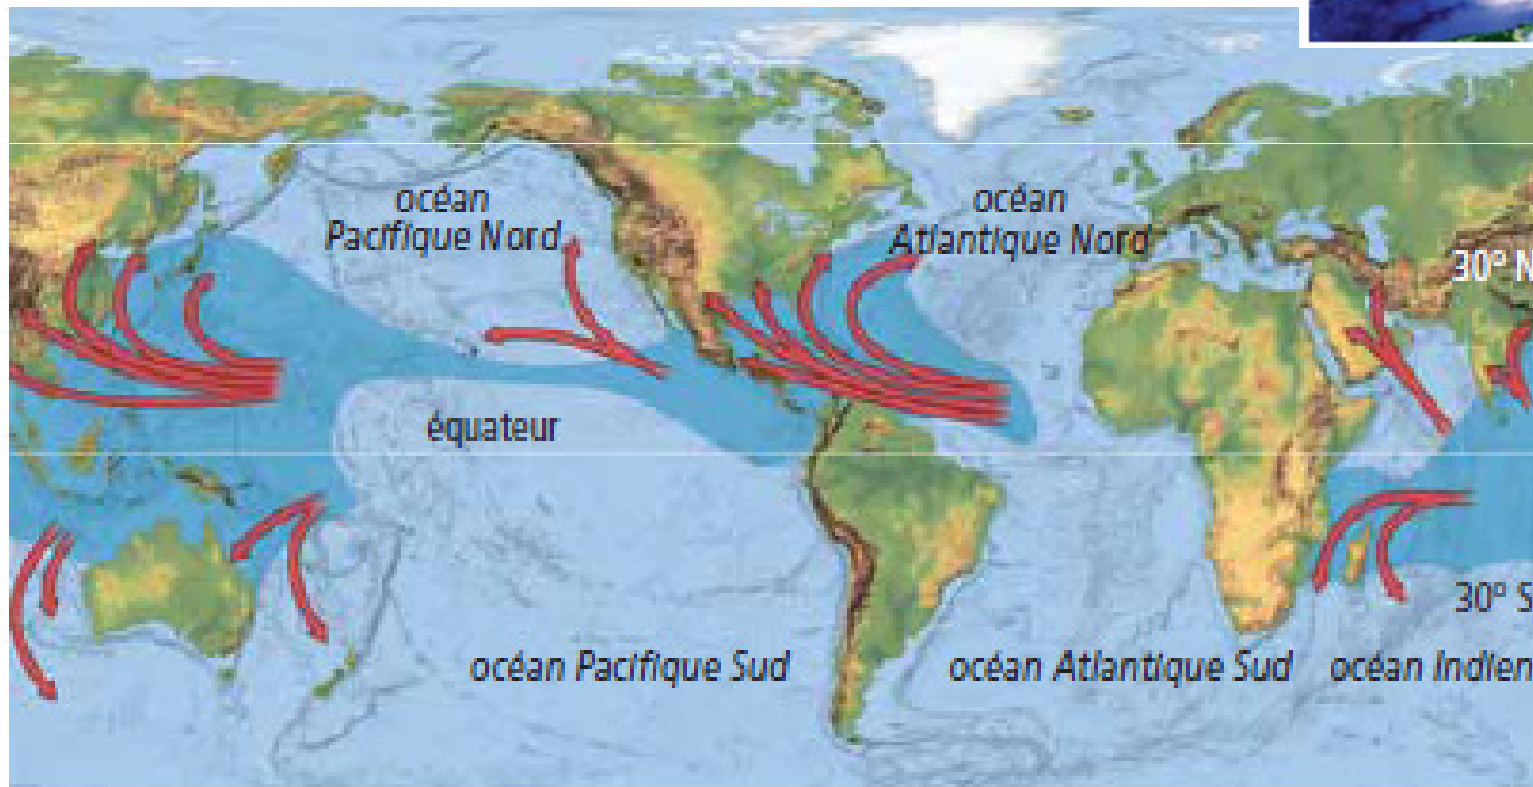 océan
Pacifique Nord
océan
Atlantique Nord
30° N
équateur
30° S
océan Pacifique Sud
océan Atlantique Sud
océan Indien